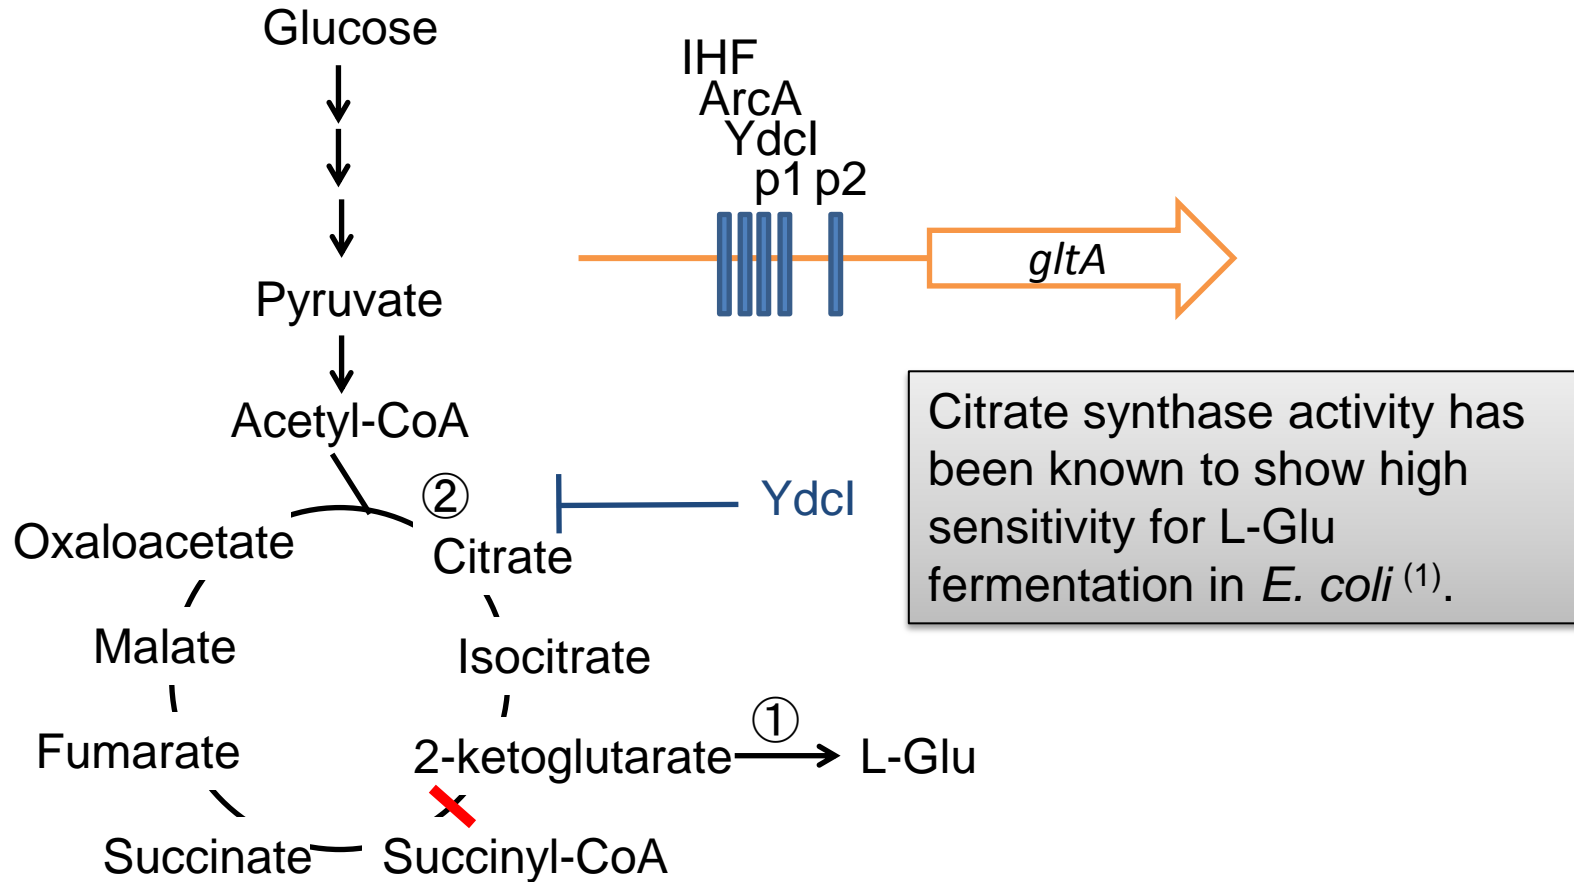 Glucose
IHF
ArcA
YdcI
p1 p2
gltA
Pyruvate
Acetyl-CoA
②
YdcI
Oxaloacetate
Citrate
Malate
Isocitrate
Fumarate
2-ketoglutarate
①
L-Glu
Succinate
Succinyl-CoA
Citrate synthase activity has
been known to show high
sensitivity for L-Glu
fermentation in E. coli (1).